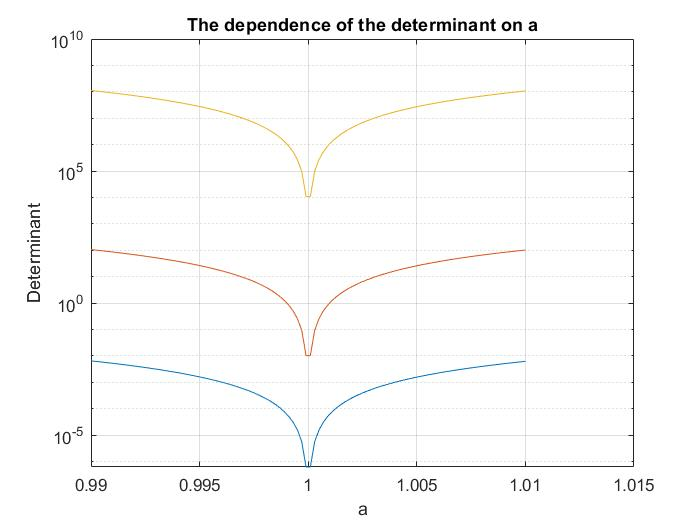 The dependence of the determinant on a
10^10
10^5
10^0
10^-5
Determinant
0.99 0.995 1 1.005 1.01 1.015
a